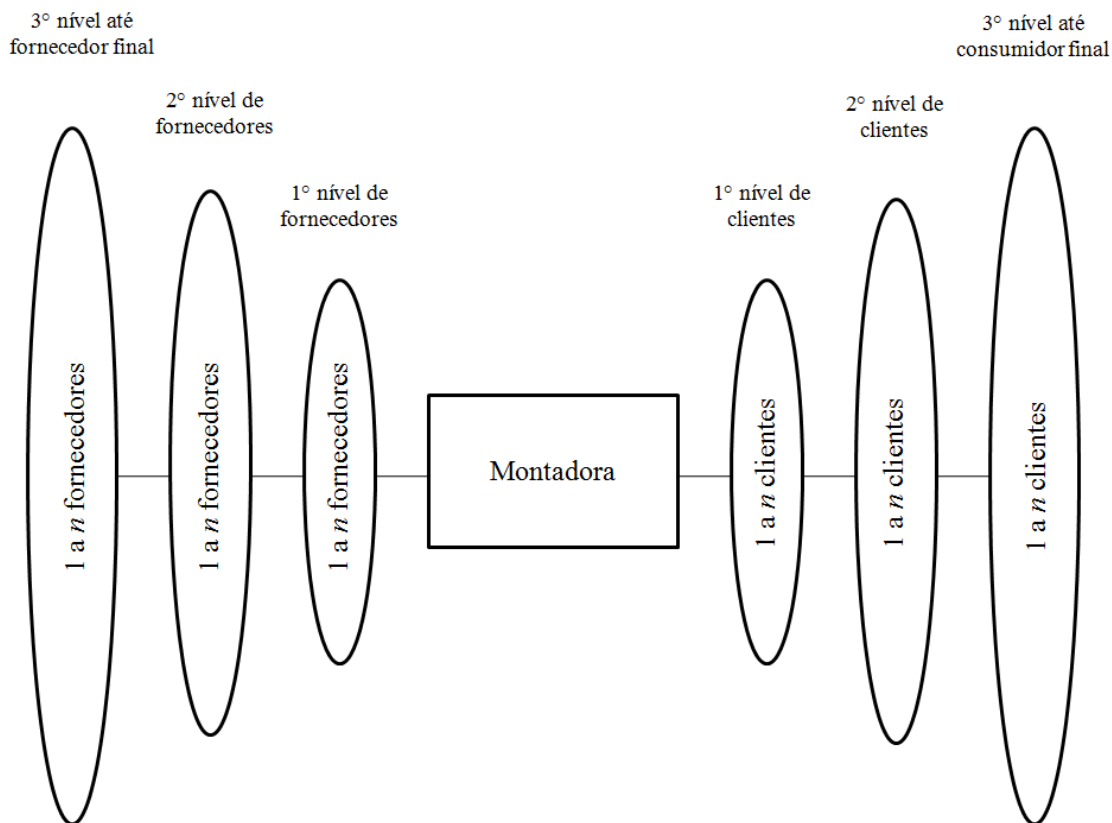 3° nível até
fornecedor final
2° nível de
fornecedores
1° nível de
fornecedores
1° nível de
clientes
2° nível de
clientes
3° nível até
consumidor final
1 a n fornecedores
1 a n fornecedores
1 a n fornecedores
Montadora
1 a n clientes
1 a n clientes
1 a n clientes